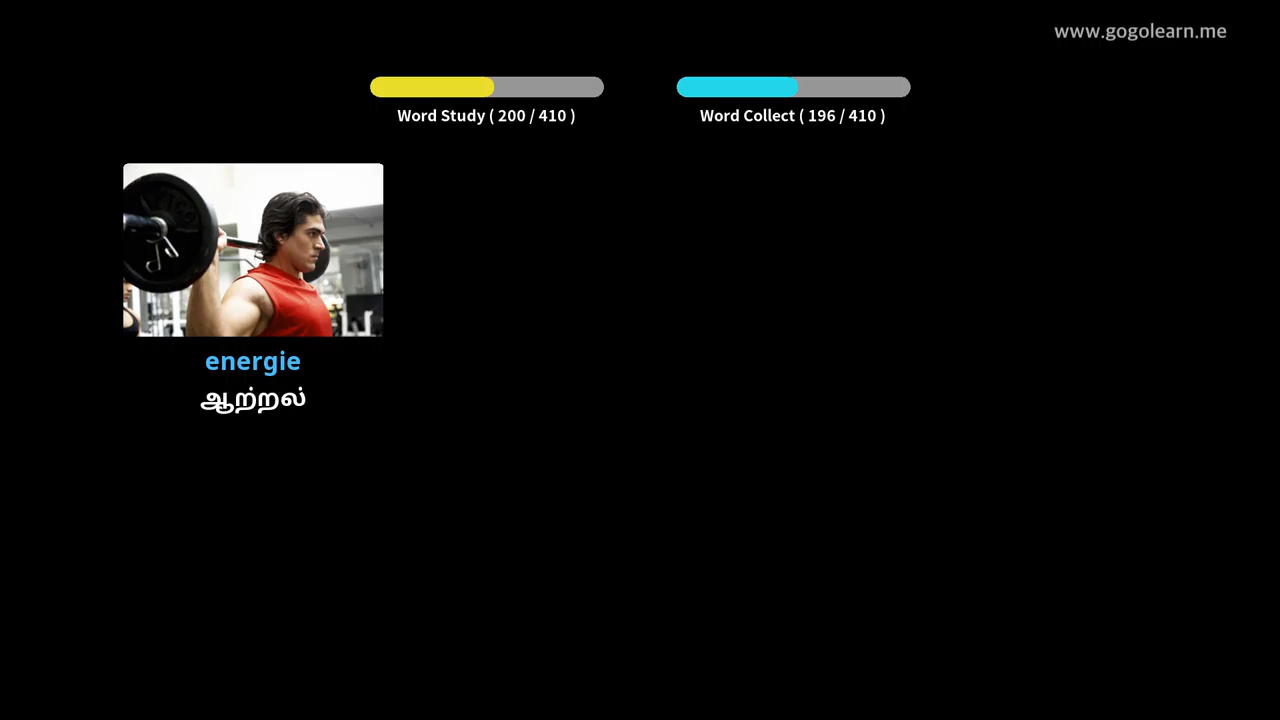 www.gogolearn.me
Word Study ( 200 / 410 )
Word Collect ( 196 / 410 )
energie
ஆற்றல்